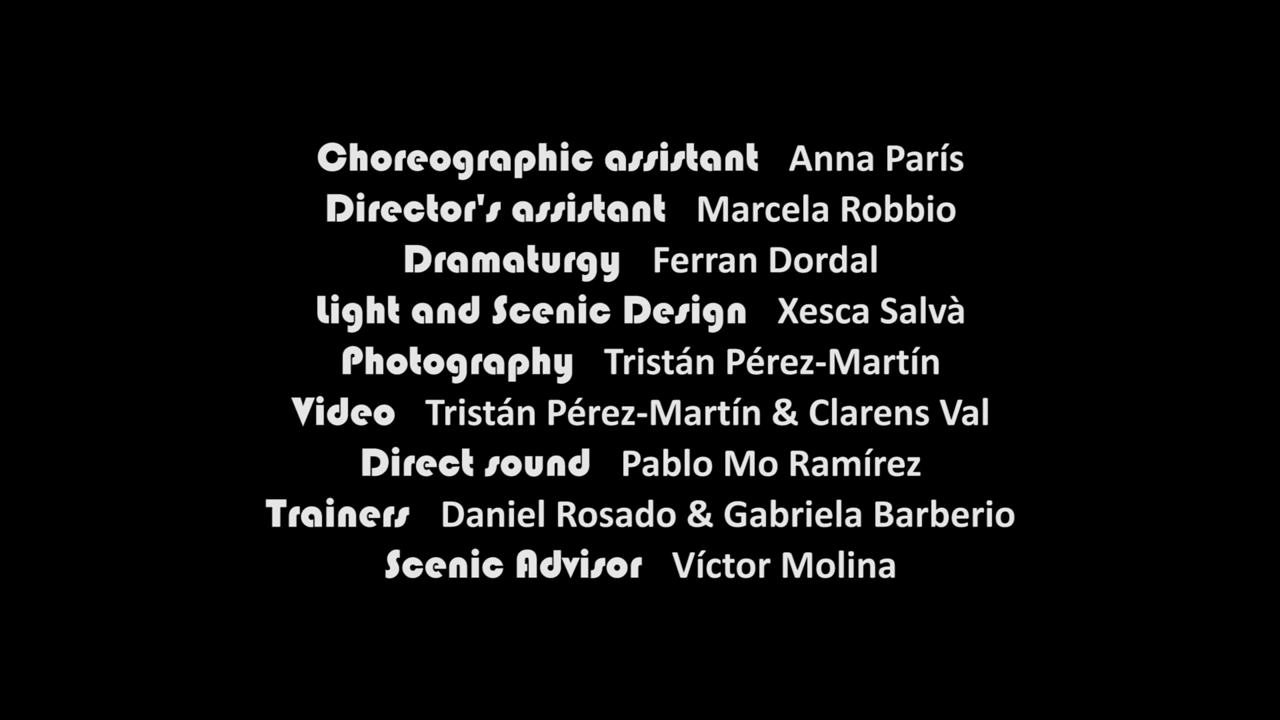 Choreographic assistant Anna París
Director's assistant Marcela Robbio
Dramaturgy Ferran Dordal
Light and Scenic Design Xesca Salvà
Photography Tristán Pérez-Martín
Video Tristán Pérez-Martín & Clarens Val
Direct sound Pablo Mo Ramírez
Trainers Daniel Rosado & Gabriela Barberio
Scenic Advisor Víctor Molina